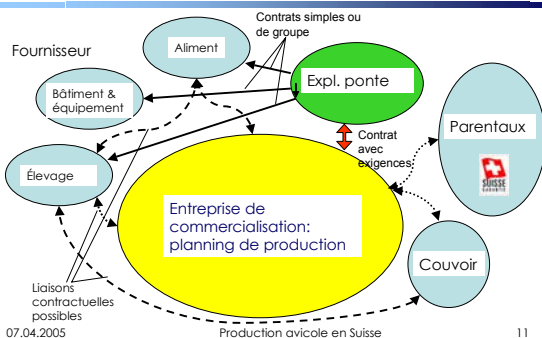 Contrats simples ou
de groupe
Fournisseur
Aliment
Expl. ponte
Bâtiment &
équipement
Parentaux
Contrat
avec
exigences
Élevage
SUISSE
GARANTIE
Entreprise de
commercialisation:
planning de production
Couvoir
Liaisons
contractuelles
possibles
07.04.2005
Production avicole en Suisse
11